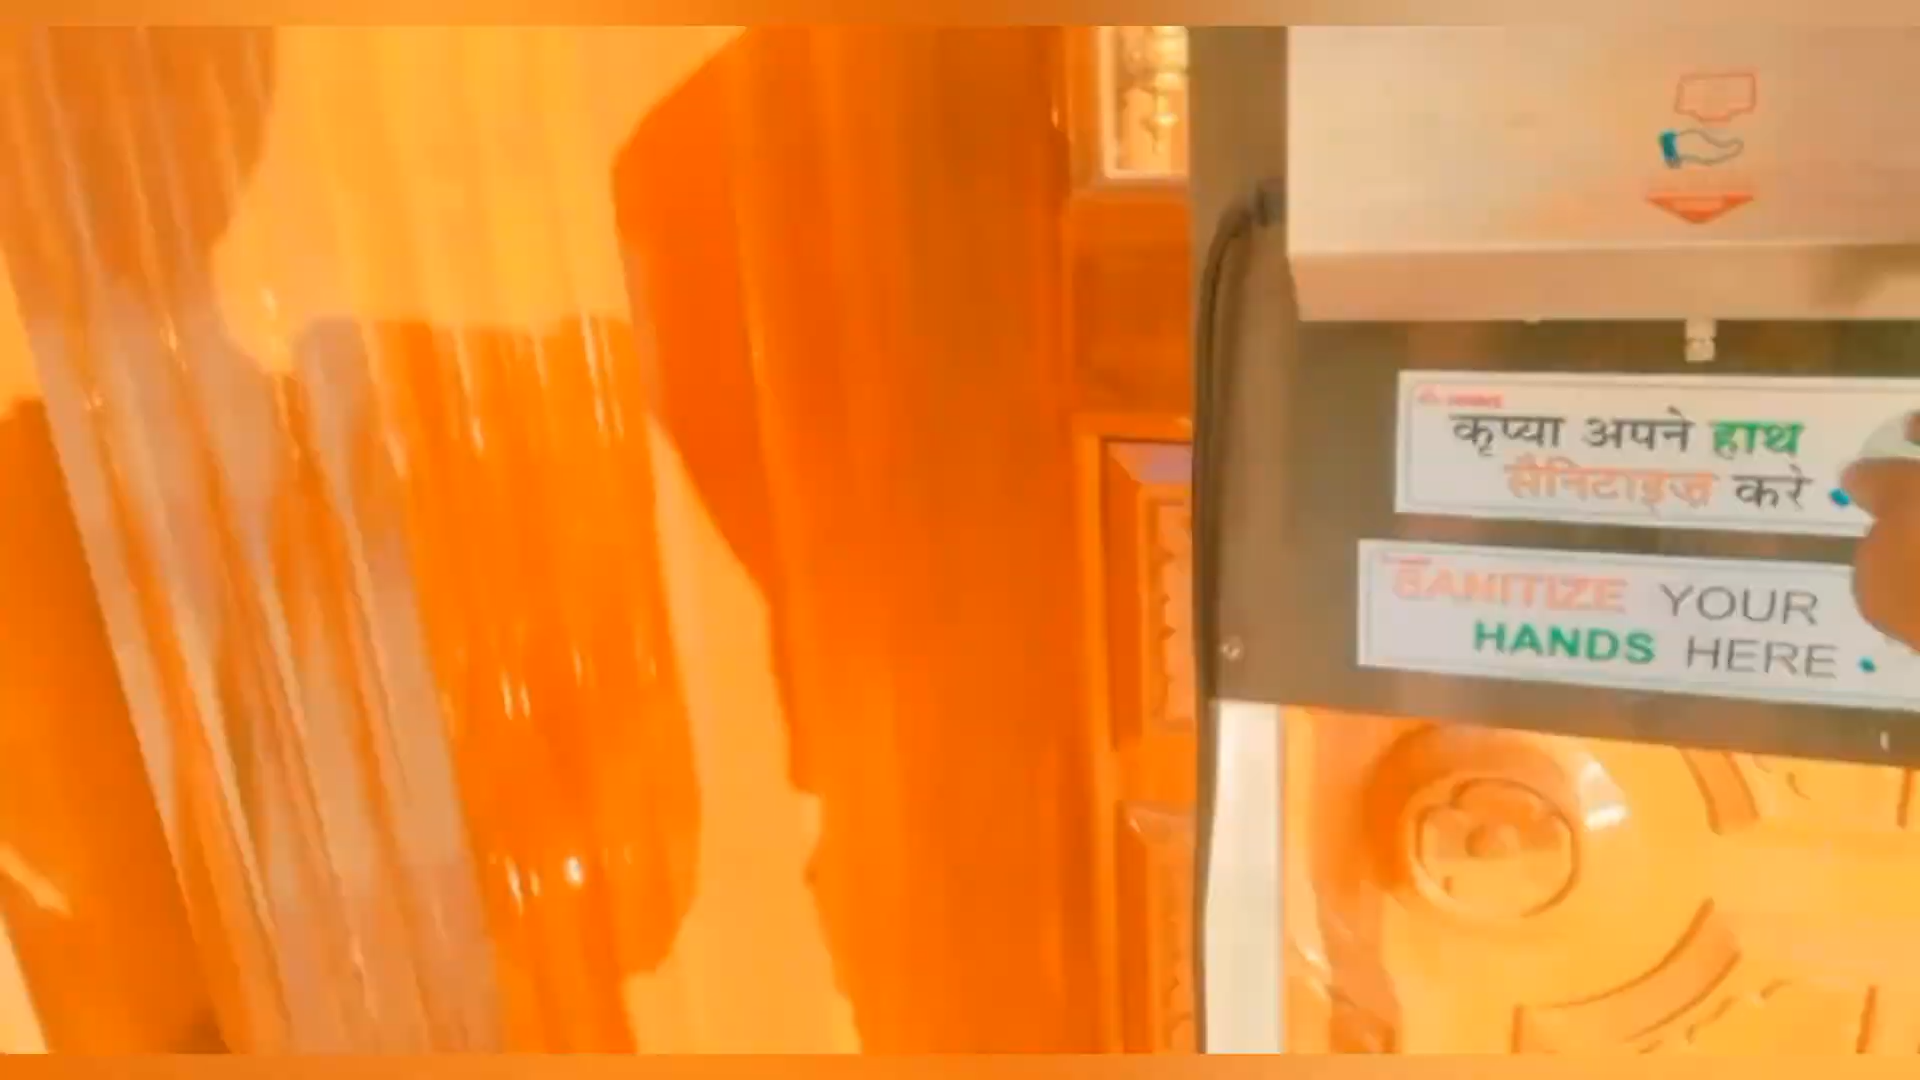 कृप्या अपने हाथ
सैनिटाइज़ करे
SANITIZE YOUR
HANDS HERE